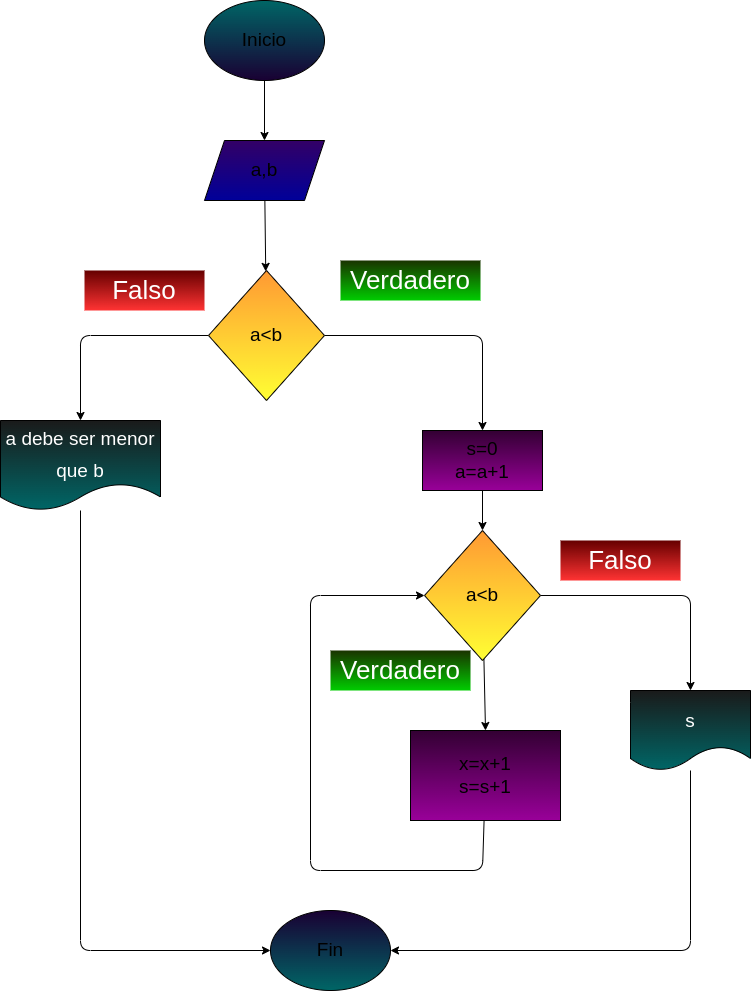 Inicio
a,b
Falso
Verdadero
a<b
a debe ser menor
que b
s=0
a=a+1
Falso
a<b
Verdadero
s
x=x+1
s=s+1
Fin